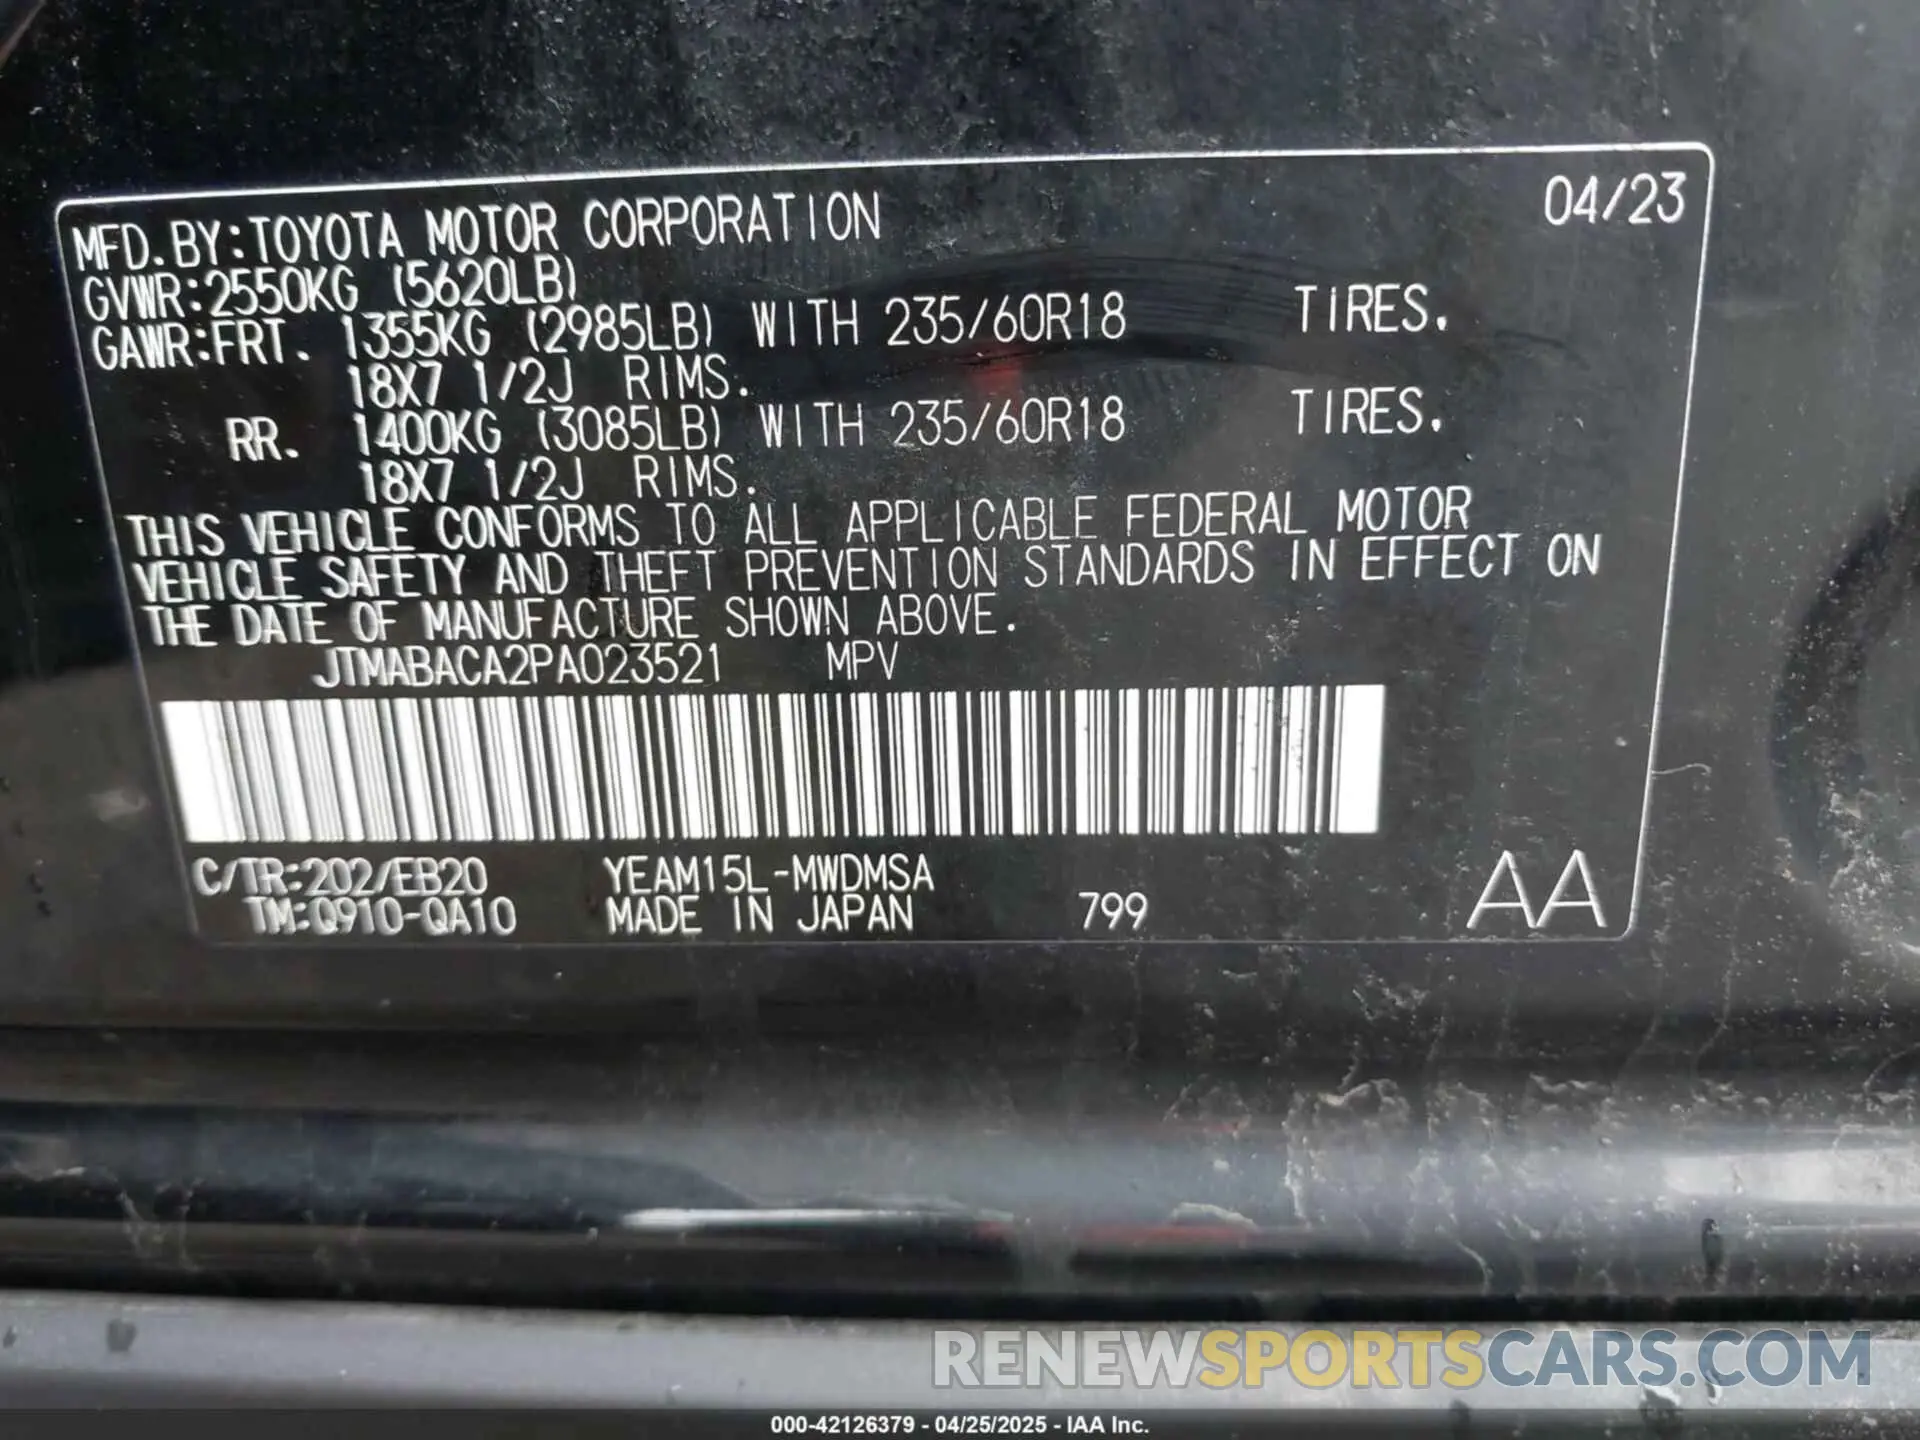 MFD.BY:TOYOTA MOTOR CORPORATION 04/23
GVWR:2550KG (5620LB)
GAWR:FRT. 1355KG (2985LB) WITH 235/60R18 TIRES.
18X7 1/2J RIMS.
RR. 1400KG (3085LB) WITH 235/60R18 TIRES.
18X7 1/2J RIMS.
THIS VEHICLE CONFORMS TO ALL APPLICABLE FEDERAL MOTOR
VEHICLE SAFETY AND THEFT PREVENTION STANDARDS IN EFFECT ON
THE DATE OF MANUFACTURE SHOWN ABOVE.
JTMABACA2PA023521 MPV
C/TR:202/EB20 YEAM15L-MWDMSA
TM:Q910-QA10 MADE IN JAPAN 799 AA
RENEWSPORTSCARS.COM
000-42126379 - 04/25/2025 - IAA Inc.